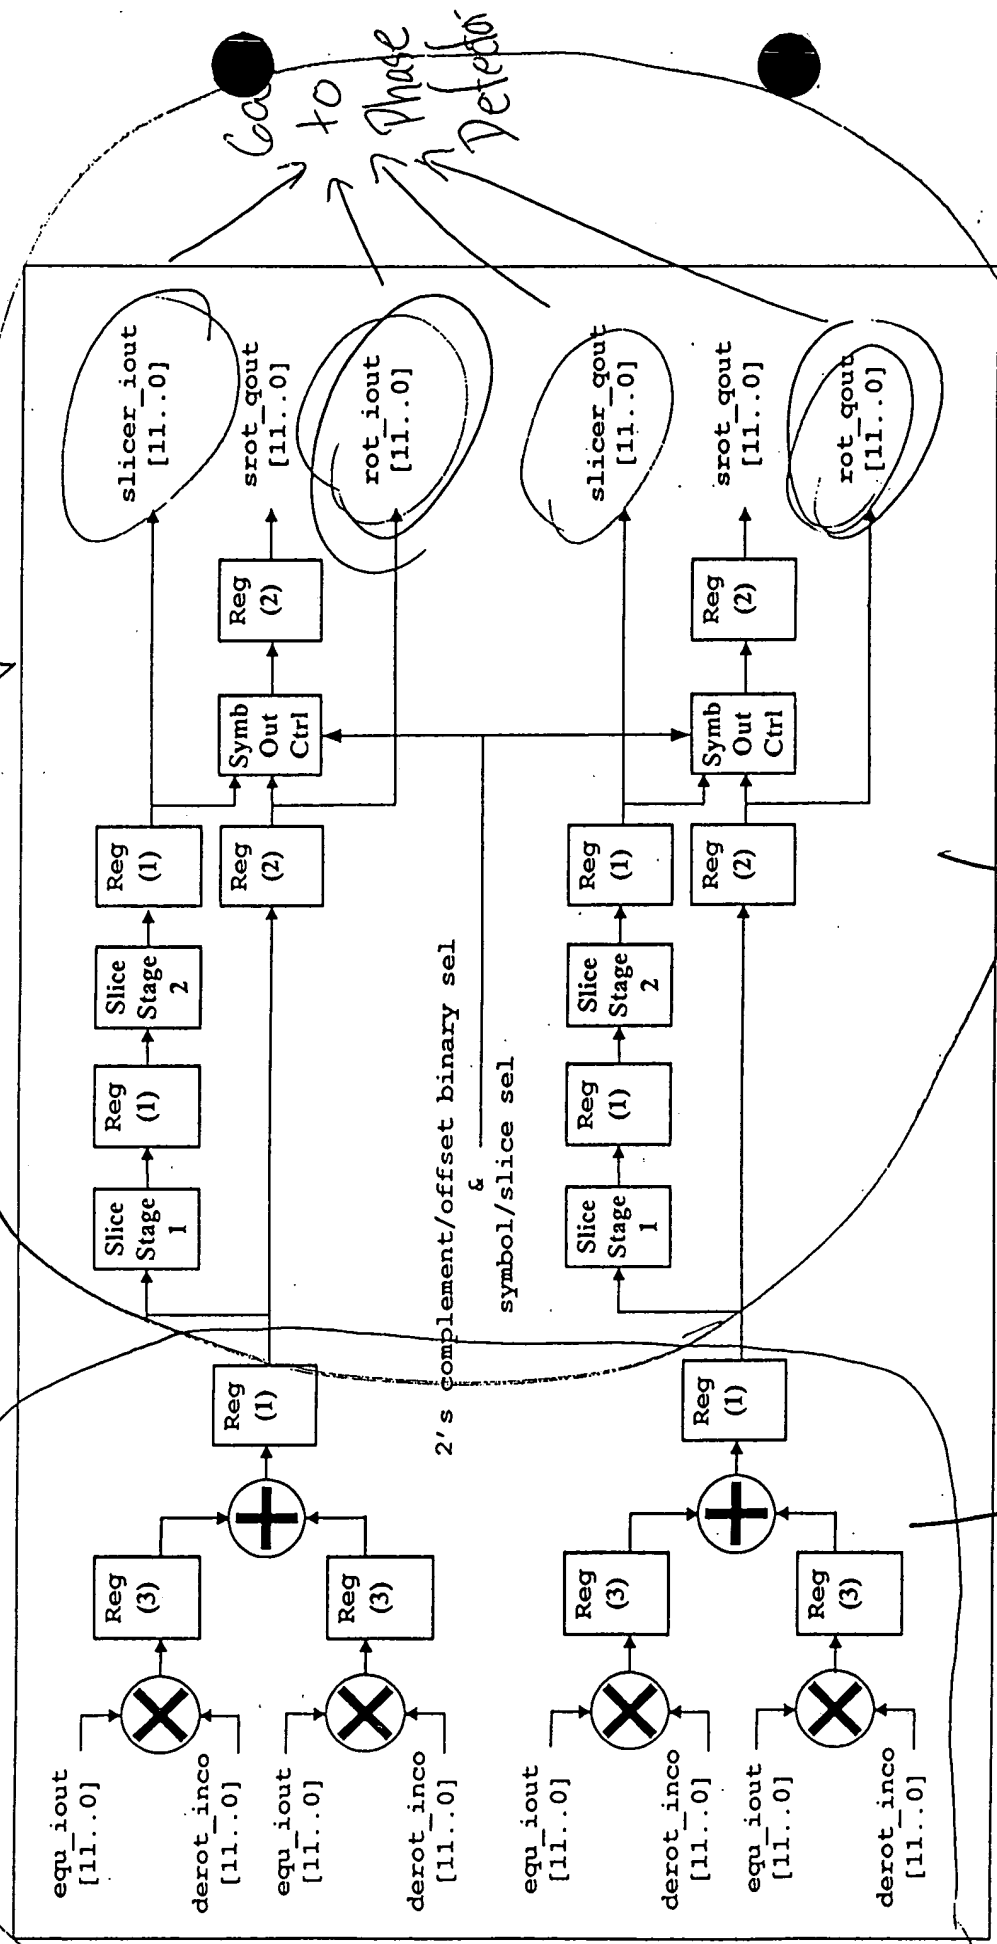 equ_iout
[11..0]
derot_inco
[11..0]
equ_iout
[11..0]
derot_inco
[11..0]
Reg
(3)
Reg
(3)
Reg
(1)
Slice
Stage
1
Reg
(1)
Slice
Stage
2
Reg
(1)
Reg
(2)
Symb
Out
Ctrl
Reg
(2)
slicer_iout
[11..0]
srot_qout
[11..0]
rot_iout
[11..0]
to
Phase
Detector
2's complement/offset binary sel
&
symbol/slice sel
equ_iout
[11..0]
derot_inco
[11..0]
equ_iout
[11..0]
derot_inco
[11..0]
Reg
(3)
Reg
(3)
Reg
(1)
Slice
Stage
1
Reg
(1)
Slice
Stage
2
Reg
(1)
Reg
(2)
Symb
Out
Ctrl
Reg
(2)
slicer_qout
[11..0]
srot_qout
[11..0]
rot_qout
[11..0]